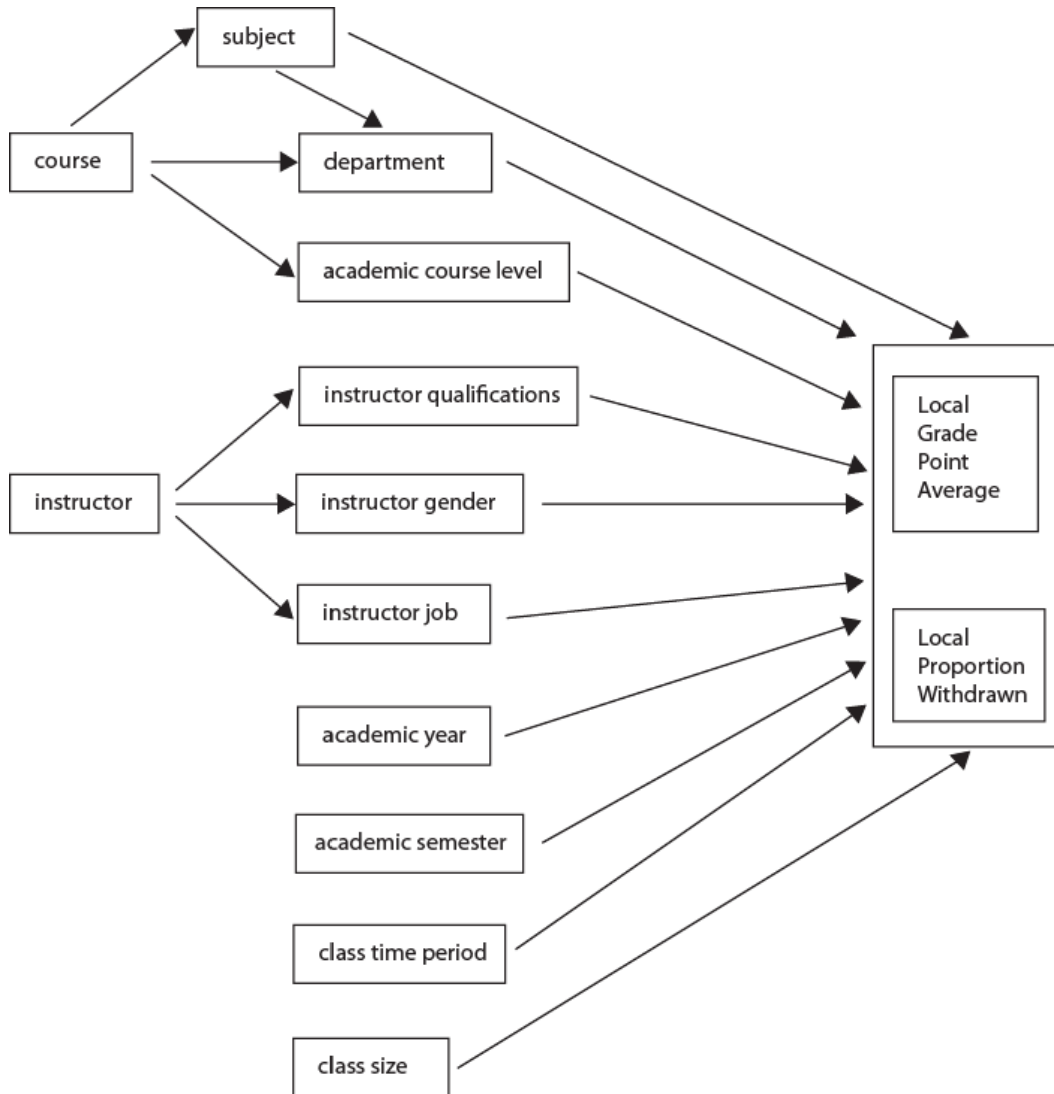 subject
course
department
academic course level
instructor qualifications
instructor
instructor gender
instructor job
academic year
academic semester
class time period
class size
Local
Grade
Point
Average
Local
Proportion
Withdrawn